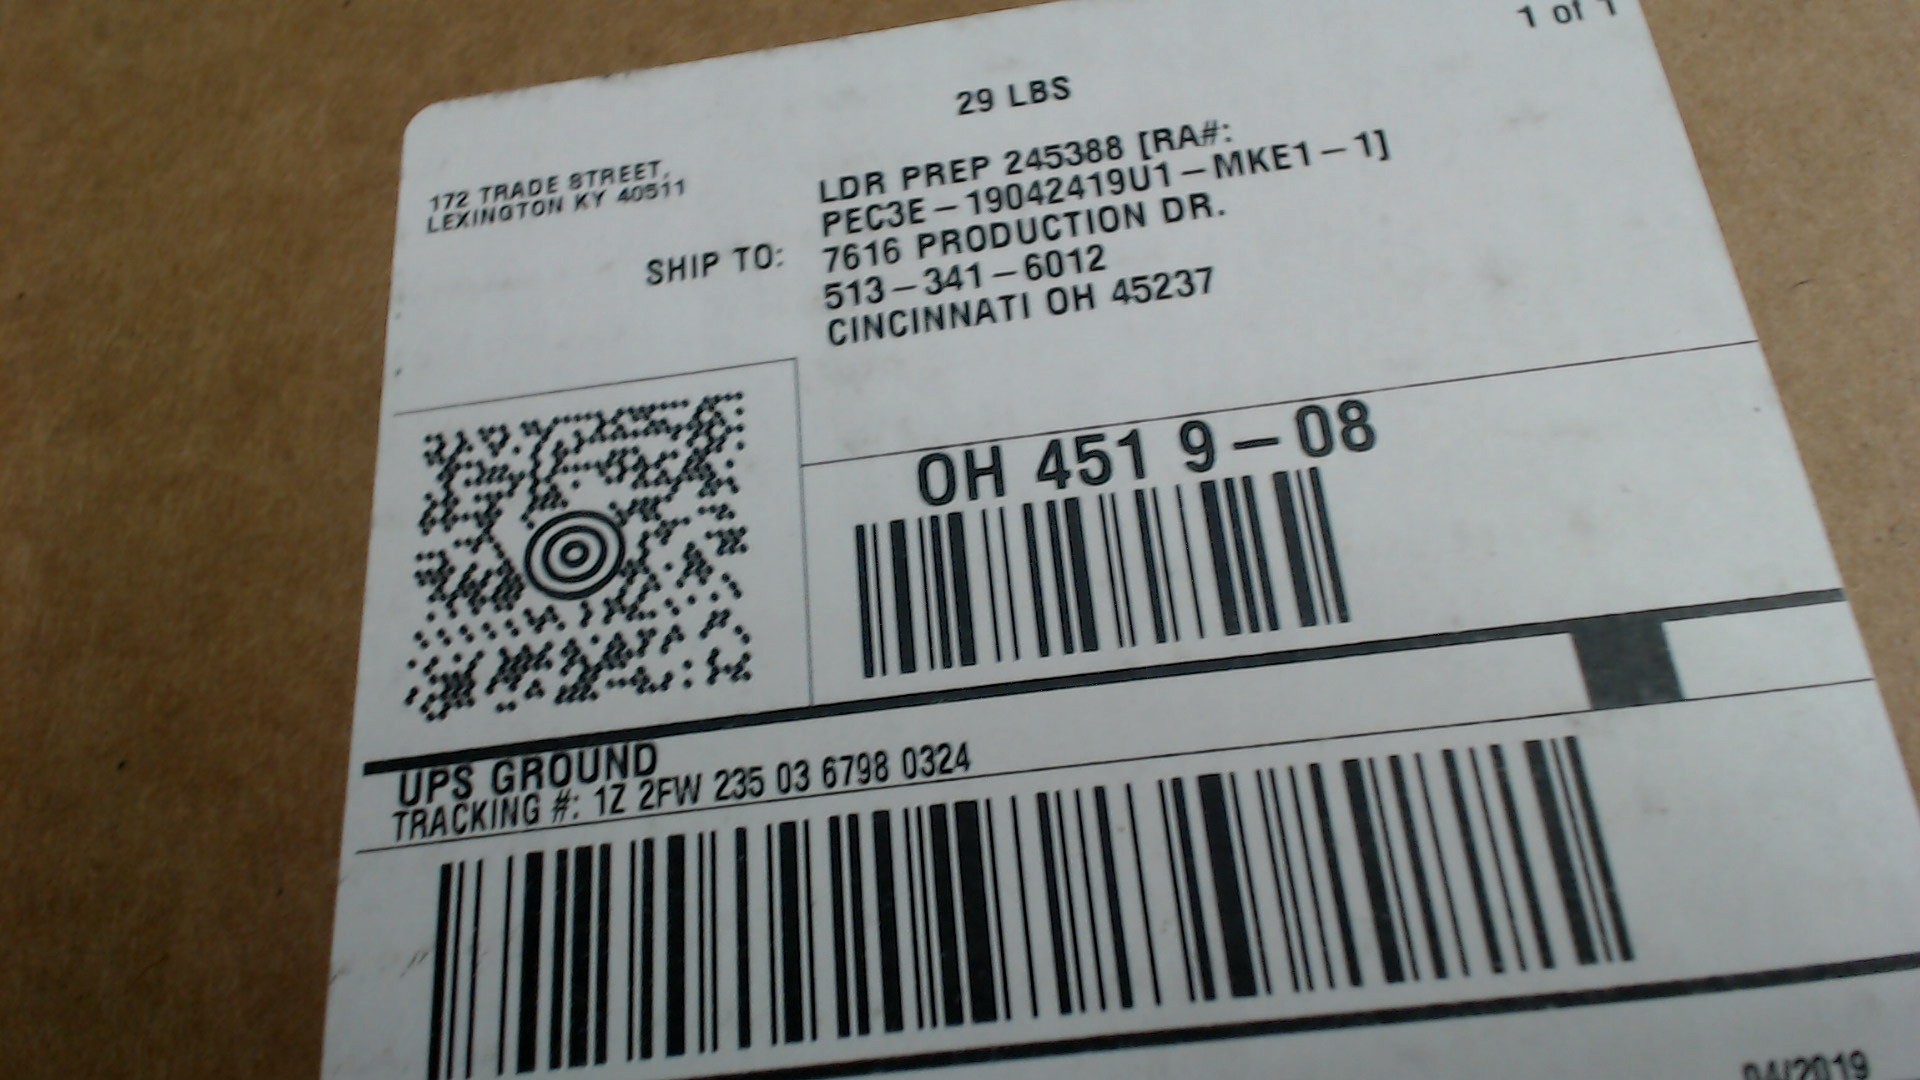 1 of 1
29 LBS
172 TRADE STREET,
LEXINGTON KY 40511
SHIP TO:
LDR PREP 245388 [RA#:
PEC3E-19042419U1-MKE1-1]
7616 PRODUCTION DR.
513-341-6012
CINCINNATI OH 45237
OH 451 9-08
UPS GROUND
TRACKING #: 1Z 2FW 235 03 6798 0324
04/2019